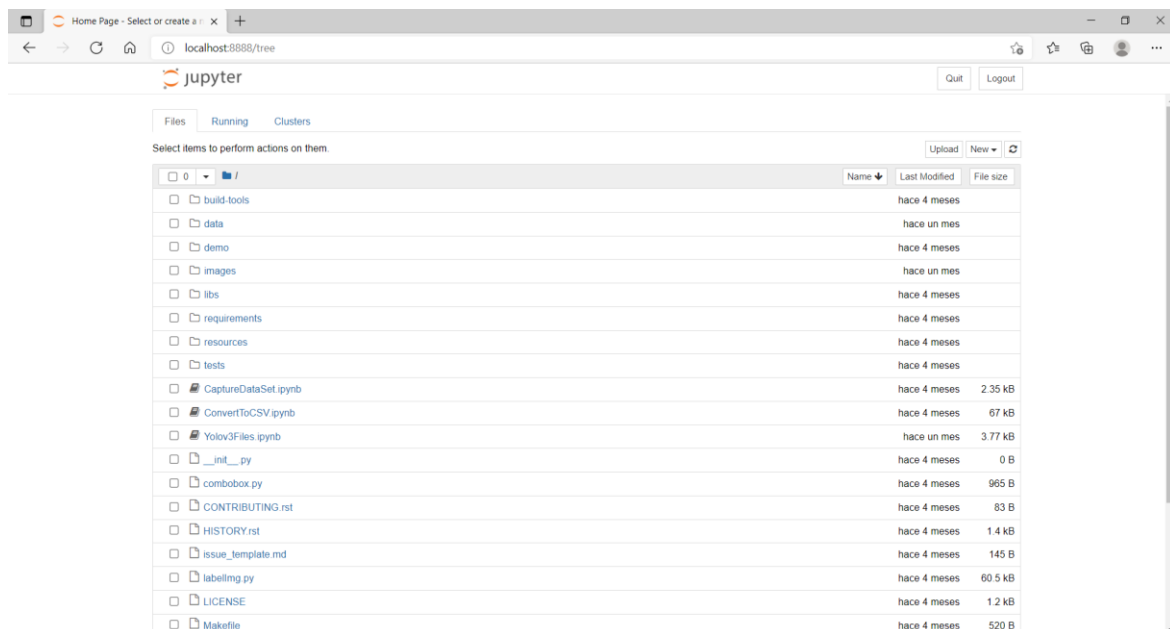 Home Page - Select or create a n
localhost:8888/tree
jupyter
Quit Logout
Files Running Clusters
Select items to perform actions on them.
Upload New
0 / Name Last Modified File size
build-tools hace 4 meses
data hace un mes
demo hace 4 meses
images hace un mes
libs hace 4 meses
requirements hace 4 meses
resources hace 4 meses
tests hace 4 meses
CaptureDataSet.ipynb hace 4 meses 2.35 kB
ConvertToCSV.ipynb hace 4 meses 67 kB
Yolov3Files.ipynb hace un mes 3.77 kB
__init__.py hace 4 meses 0 B
combobox.py hace 4 meses 965 B
CONTRIBUTING.rst hace 4 meses 83 B
HISTORY.rst hace 4 meses 1.4 kB
issue_template.md hace 4 meses 145 B
labelImg.py hace 4 meses 60.5 kB
LICENSE hace 4 meses 1.2 kB
Makefile hace 4 meses 520 B